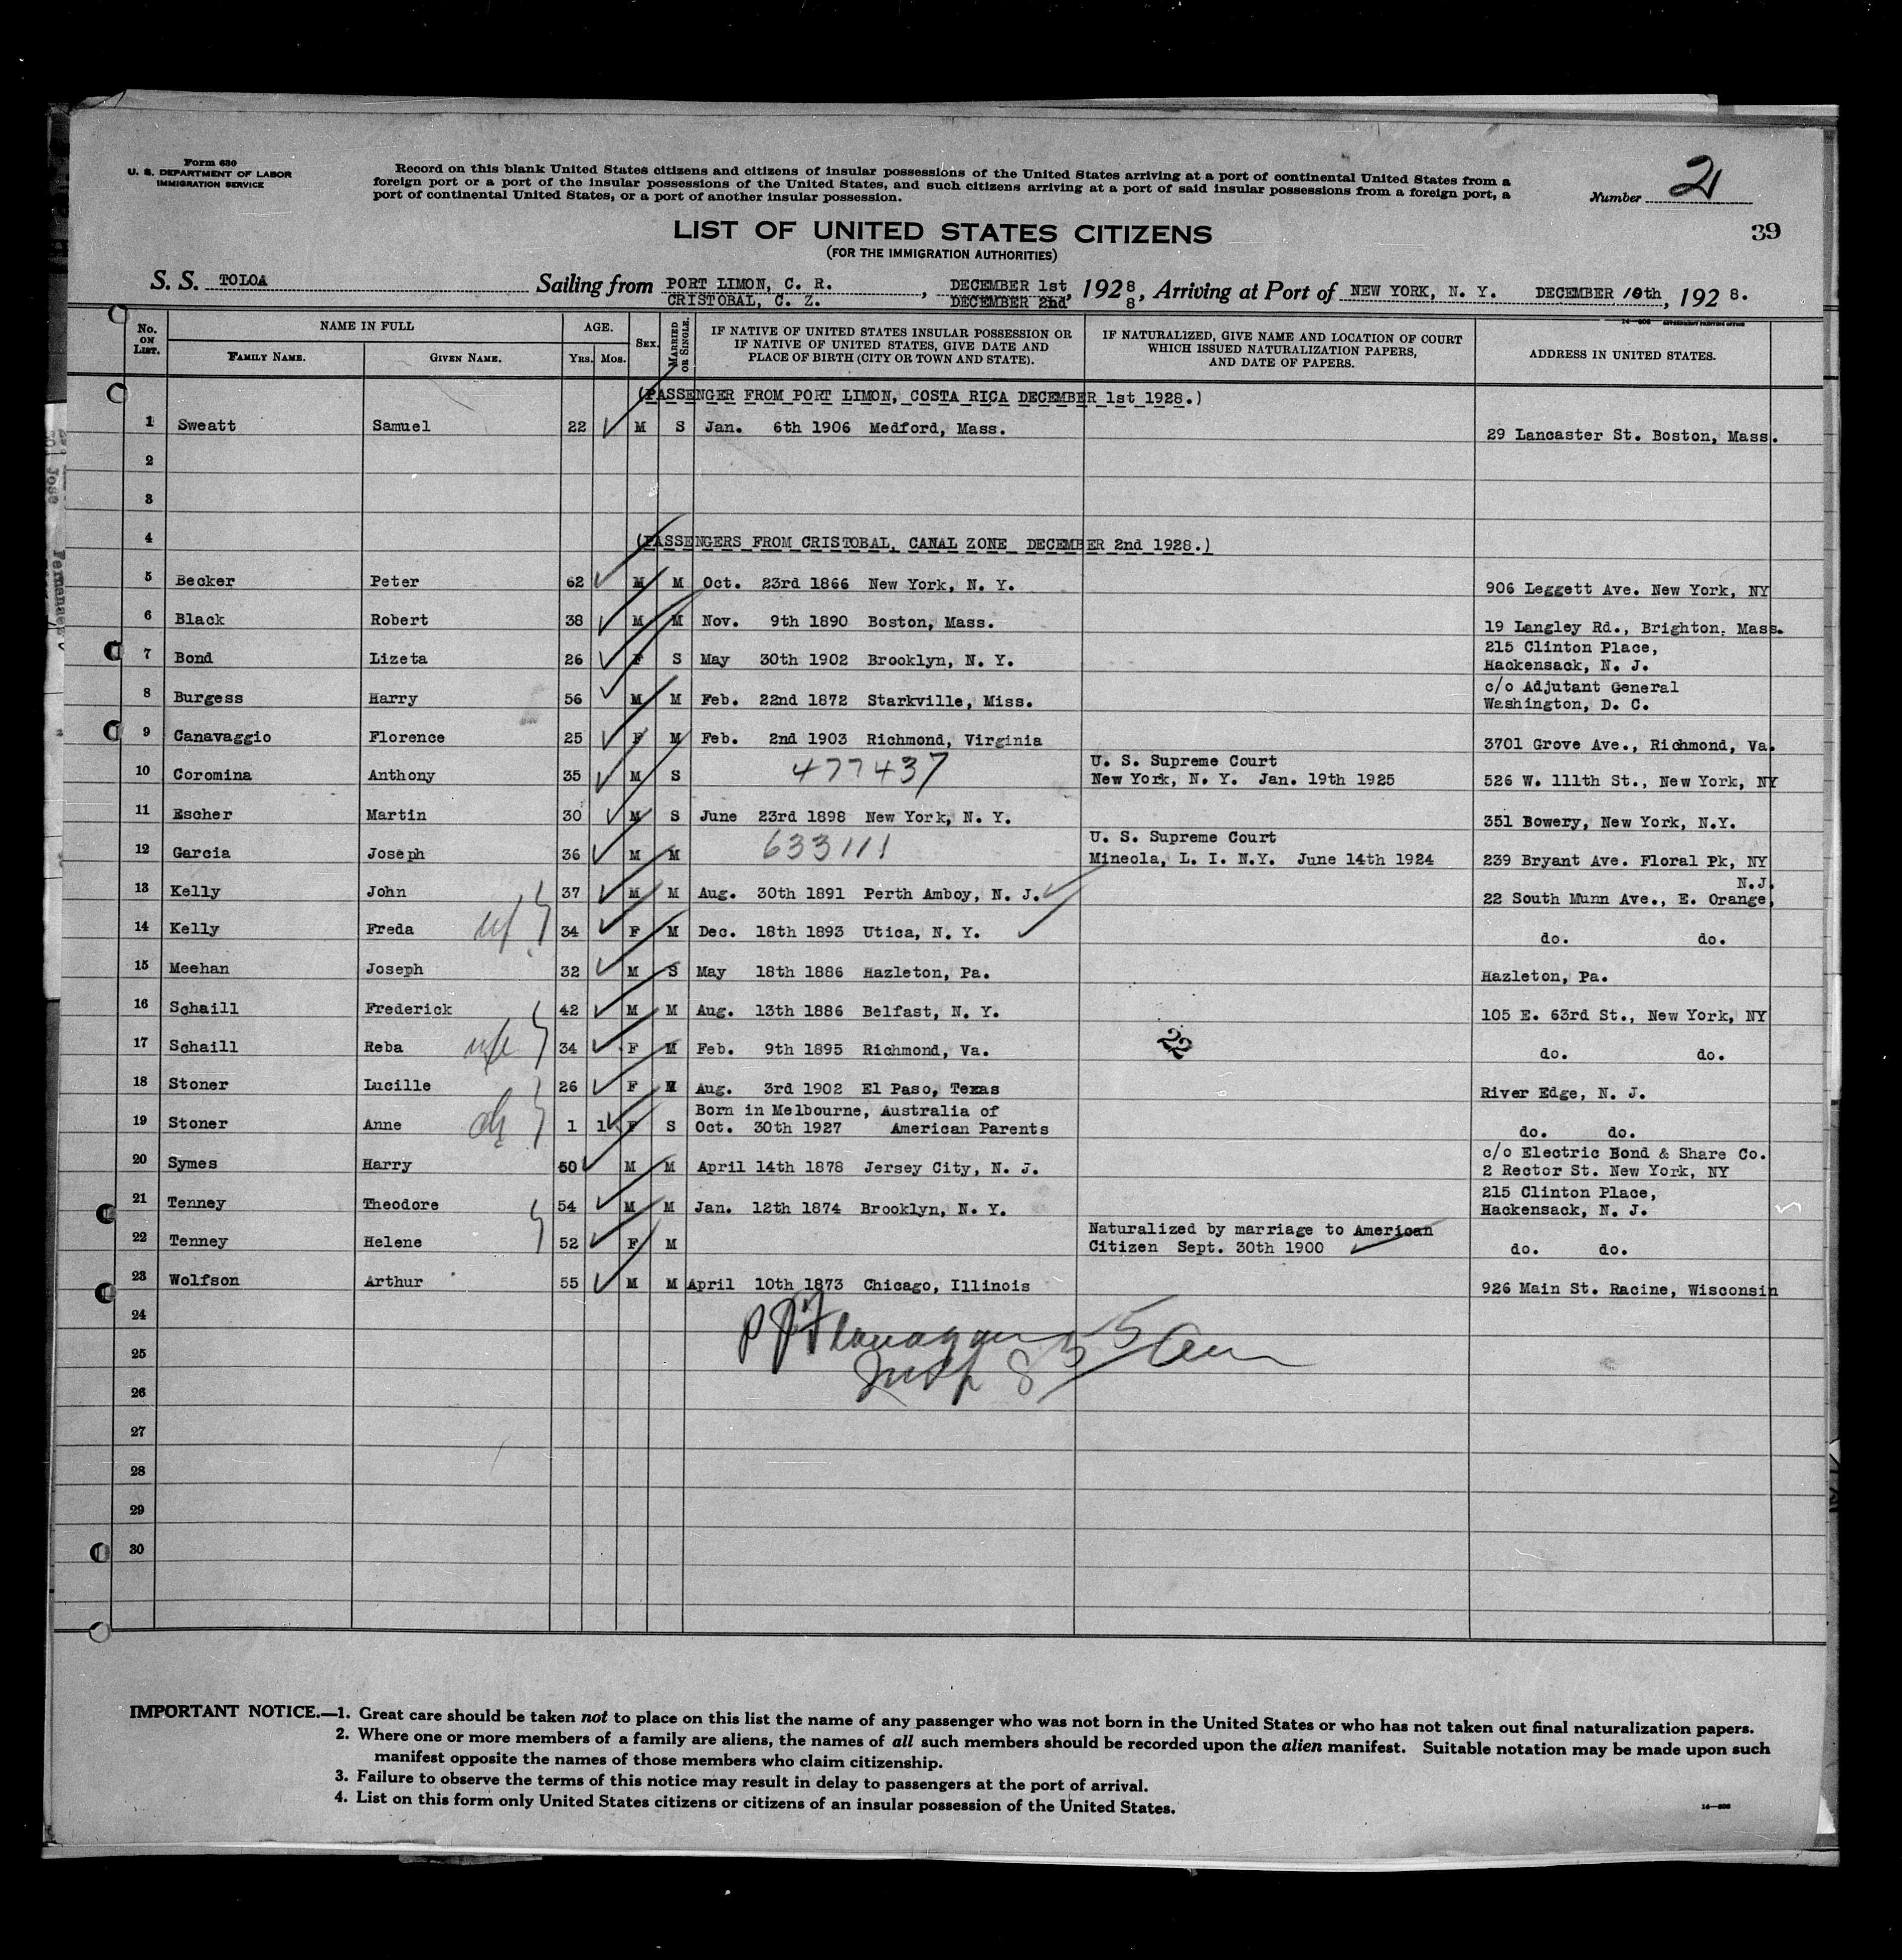 Form 630
U. S. DEPARTMENT OF LABOR
IMMIGRATION SERVICE
Record on this blank United States citizens and citizens of insular possessions of the United States arriving at a port of continental United States from a
foreign port or a port of the insular possessions of the United States, and such citizens arriving at a port of said insular possessions from a foreign port, a
port of continental United States, or a port of another insular possession.
Number 2
39
LIST OF UNITED STATES CITIZENS
(FOR THE IMMIGRATION AUTHORITIES)
S. S. TOLOA Sailing from PORT LIMON, C. R. , DECEMBER 1st, 1928, Arriving at Port of NEW YORK, N. Y. DECEMBER 10th, 1928.
CRISTOBAL, C. Z. DECEMBER 2nd 8
14—606 GOVERNMENT PRINTING OFFICE
No. ON LIST. NAME IN FULL AGE. SEX. MARRIED OR SINGLE. IF NATIVE OF UNITED STATES INSULAR POSSESSION OR IF NATIVE OF UNITED STATES, GIVE DATE AND PLACE OF BIRTH (CITY OR TOWN AND STATE). IF NATURALIZED, GIVE NAME AND LOCATION OF COURT WHICH ISSUED NATURALIZATION PAPERS, AND DATE OF PAPERS. ADDRESS IN UNITED STATES.
FAMILY NAME. GIVEN NAME. YRS. MOS.
(PASSENGER FROM PORT LIMON, COSTA RICA DECEMBER 1st 1928.)
1 Sweatt Samuel 22 M S Jan. 6th 1906 Medford, Mass. 29 Lancaster St. Boston, Mass.
2
3
4 (PASSENGERS FROM CRISTOBAL, CANAL ZONE DECEMBER 2nd 1928.)
5 Becker Peter 62 M M Oct. 23rd 1866 New York, N. Y. 906 Leggett Ave. New York, NY
6 Black Robert 38 M M Nov. 9th 1890 Boston, Mass. 19 Langley Rd., Brighton, Mass.
7 Bond Lizeta 26 F S May 30th 1902 Brooklyn, N. Y. 215 Clinton Place,
Hackensack, N. J.
8 Burgess Harry 56 M M Feb. 22nd 1872 Starkville, Miss. c/o Adjutant General
Washington, D. C.
9 Canavaggio Florence 25 F M Feb. 2nd 1903 Richmond, Virginia 3701 Grove Ave., Richmond, Va.
10 Coromina Anthony 35 M S 477437 U. S. Supreme Court
New York, N. Y. Jan. 19th 1925 526 W. 111th St., New York, NY
11 Escher Martin 30 M S June 23rd 1898 New York, N. Y. 351 Bowery, New York, N.Y.
12 Garcia Joseph 36 M M 633111 U. S. Supreme Court
Mineola, L. I. N.Y. June 14th 1924 239 Bryant Ave. Floral Pk, NY
N.J.
13 Kelly John 37 M M Aug. 30th 1891 Perth Amboy, N. J. 22 South Munn Ave., E. Orange,
14 Kelly Freda 34 F M Dec. 18th 1893 Utica, N. Y. do. do.
15 Meehan Joseph 32 M S May 18th 1886 Hazleton, Pa. Hazleton, Pa.
16 Schaill Frederick 42 M M Aug. 13th 1886 Belfast, N. Y. 105 E. 63rd St., New York, NY
17 Schaill Reba 34 F M Feb. 9th 1895 Richmond, Va. 22 do. do.
18 Stoner Lucille 26 F M Aug. 3rd 1902 El Paso, Texas River Edge, N. J.
19 Stoner Anne 1 1 F S Born in Melbourne, Australia of
Oct. 30th 1927 American Parents do. do.
20 Symes Harry 50 M M April 14th 1878 Jersey City, N. J. c/o Electric Bond & Share Co.
2 Rector St. New York, NY
21 Tenney Theodore 54 M M Jan. 12th 1874 Brooklyn, N. Y. 215 Clinton Place,
Hackensack, N. J.
22 Tenney Helene 52 F M Naturalized by marriage to American
Citizen Sept. 30th 1900 do. do.
23 Wolfson Arthur 55 M M April 10th 1873 Chicago, Illinois 926 Main St. Racine, Wisconsin
24
25
26
27
28
29
30
IMPORTANT NOTICE.—1. Great care should be taken not to place on this list the name of any passenger who was not born in the United States or who has not taken out final naturalization papers.
2. Where one or more members of a family are aliens, the names of all such members should be recorded upon the alien manifest. Suitable notation may be made upon such
manifest opposite the names of those members who claim citizenship.
3. Failure to observe the terms of this notice may result in delay to passengers at the port of arrival.
4. List on this form only United States citizens or citizens of an insular possession of the United States.
14—606